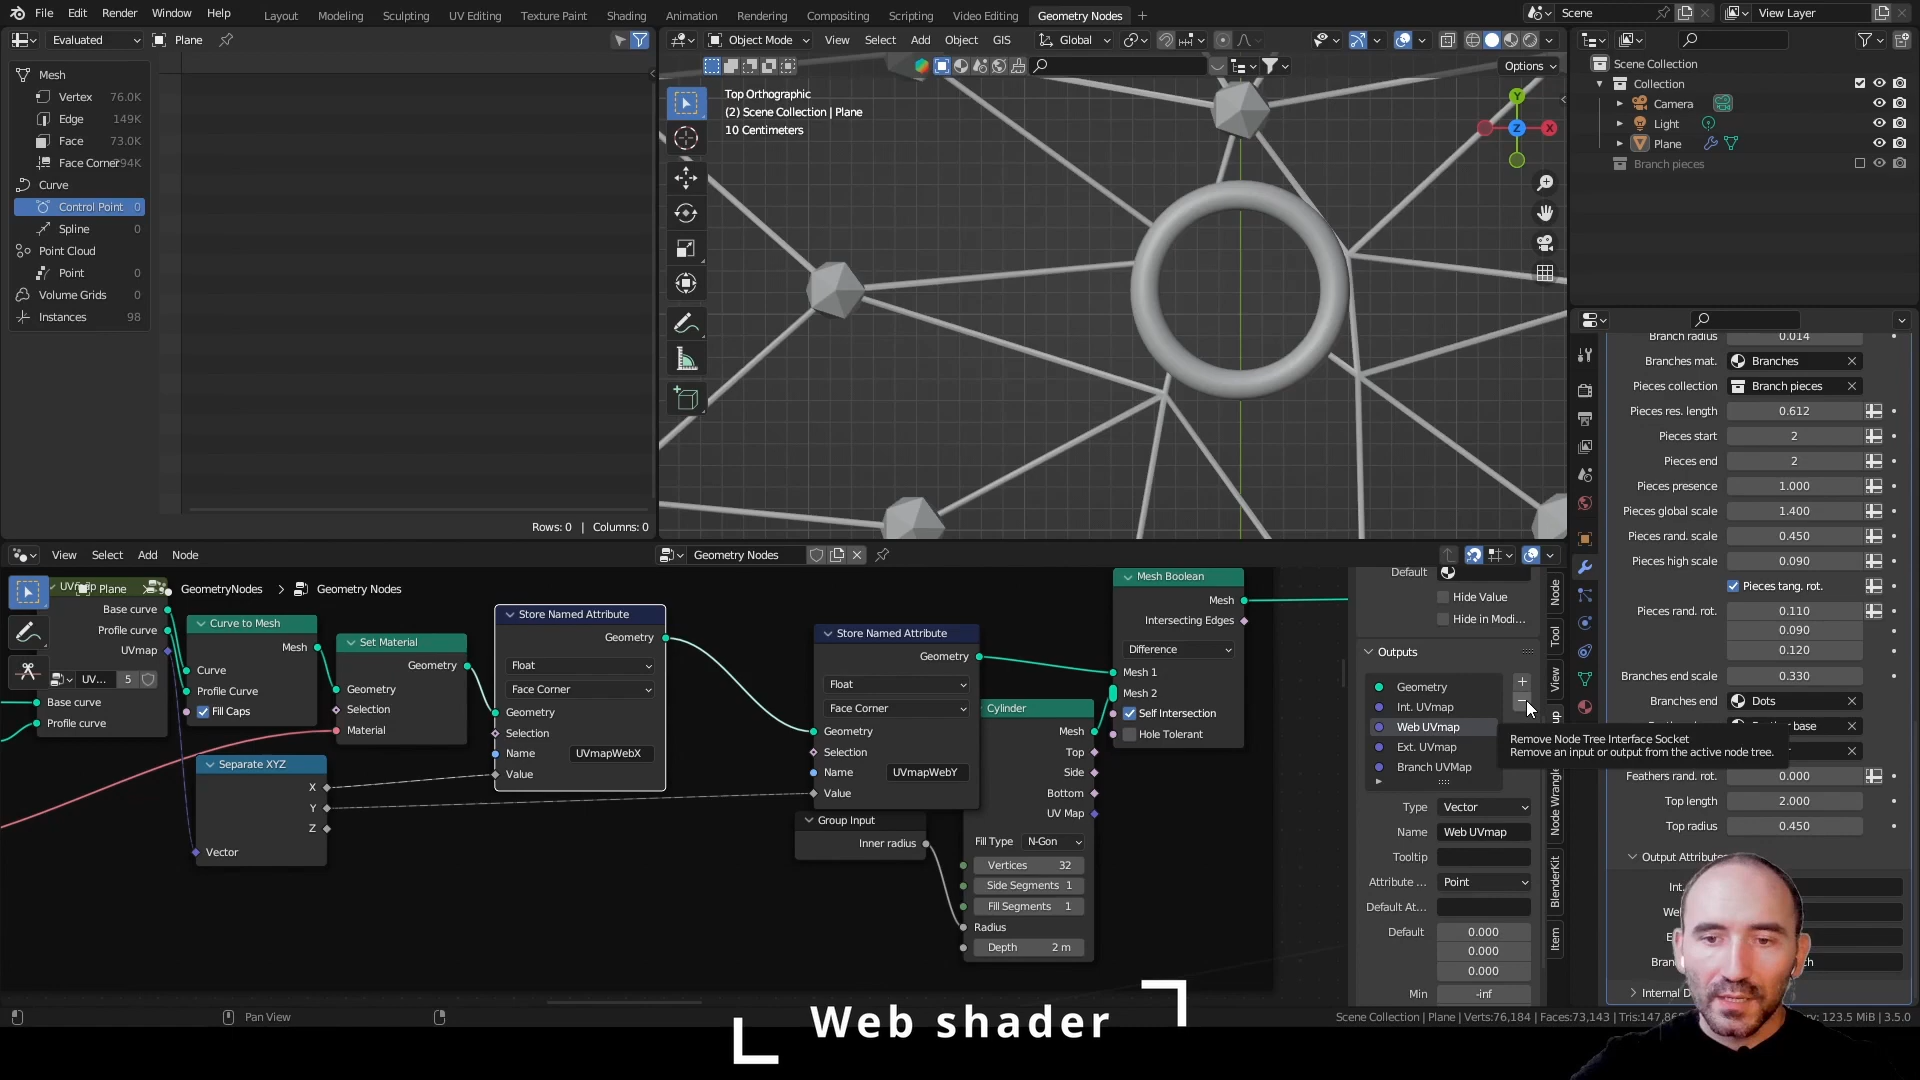 File Edit Render Window Help Layout Modeling Sculpting UV Editing Texture Paint Shading Animation Rendering Compositing Scripting Video Editing Geometry Nodes Scene View Layer
Evaluated Plane
Object Mode View Select Add Object GIS Global
Options
Mesh
Vertex 76.0K
Edge 149K
Face 73.0K
Face Corner 94K
Curve
Control Point 0
Spline 0
Point Cloud
Point 0
Volume Grids 0
Instances 98
Rows: 0 | Columns: 0
Top Orthographic
(2) Scene Collection | Plane
10 Centimeters
Y
Z X
Scene Collection
Collection
Camera
Light
Plane
Branch pieces
Branch radius 0.014
Branches mat. Branches
Pieces collection Branch pieces
Pieces res. length 0.612
Pieces start 2
Pieces end 2
Pieces presence 1.000
Pieces global scale 1.400
Pieces rand. scale 0.450
Pieces high scale 0.090
Pieces tang. rot.
Pieces rand. rot. 0.110
0.090
0.120
Branches end scale 0.330
Branches end Dots
Feathers rand. rot. 0.000
Top length 2.000
Top radius 0.450
Output Attribute
Int.
View Select Add Node Geometry Nodes
Plane GeometryNodes Geometry Nodes
Base curve
Profile curve
UVmap
UV... 5
Base curve
Profile curve
Curve to Mesh
Mesh
Curve
Profile Curve
Fill Caps
Set Material
Geometry
Geometry
Selection
Material
Separate XYZ
X
Y
Z
Vector
Store Named Attribute
Geometry
Float
Face Corner
Geometry
Selection
Name UVmapWebX
Value
Store Named Attribute
Geometry
Float
Face Corner
Geometry
Selection
Name UVmapWebY
Value
Group Input
Inner radius
Cylinder
Mesh
Top
Side
Bottom
UV Map
Fill Type N-Gon
Vertices 32
Side Segments 1
Fill Segments 1
Radius
Depth 2 m
Mesh Boolean
Mesh
Intersecting Edges
Difference
Mesh 1
Mesh 2
Self Intersection
Hole Tolerant
Default
Hide Value
Hide in Modi...
Outputs
Geometry
Int. UVmap
Web UVmap
Ext. UVmap
Branch UVMap
Remove Node Tree Interface Socket
Remove an input or output from the active node tree.
Type Vector
Name Web UVmap
Tooltip
Attribute ... Point
Default At...
Default 0.000
0.000
0.000
Min -inf
Node
Tool
View
Node Wrangle
BlenderKit
Item
Pan View
Scene Collection | Plane | Verts:76,184 | Faces:73,143
123.5 MiB | 3.5.0
Web shader